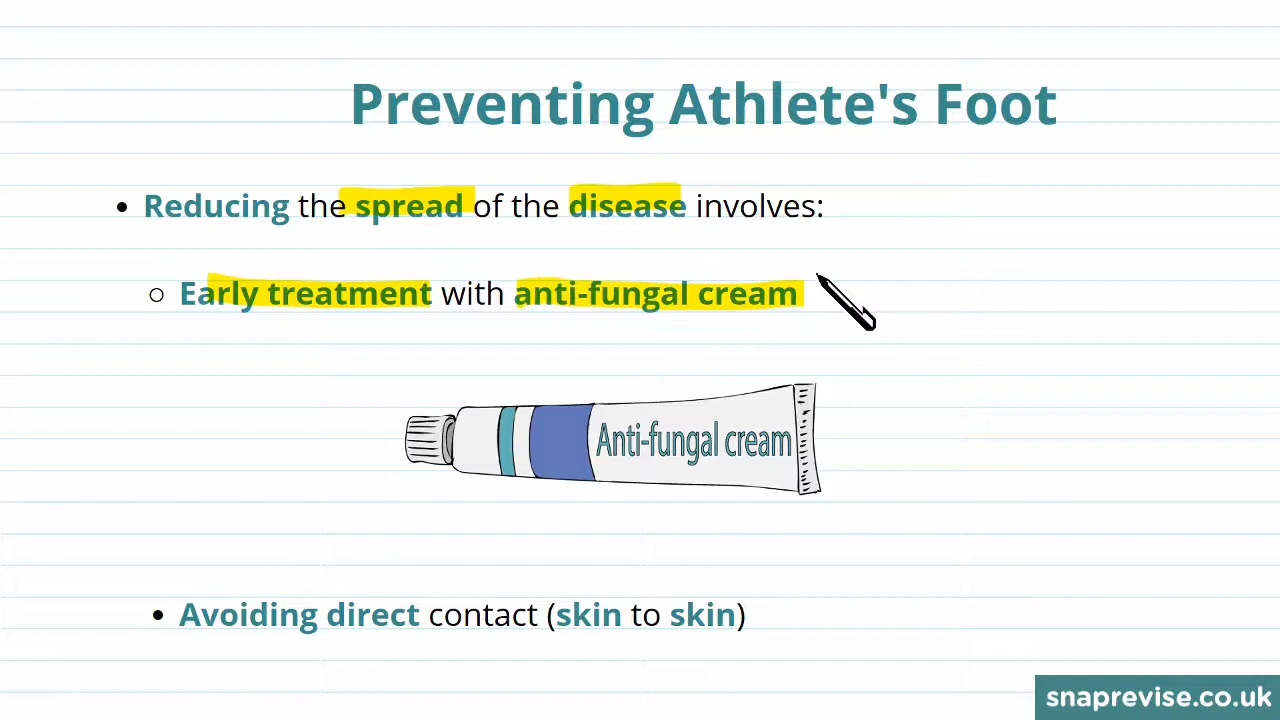 Preventing Athlete's Foot
• Reducing the spread of the disease involves:
○ Early treatment with anti-fungal cream
Anti-fungal cream
• Avoiding direct contact (skin to skin)
snaprevise.co.uk